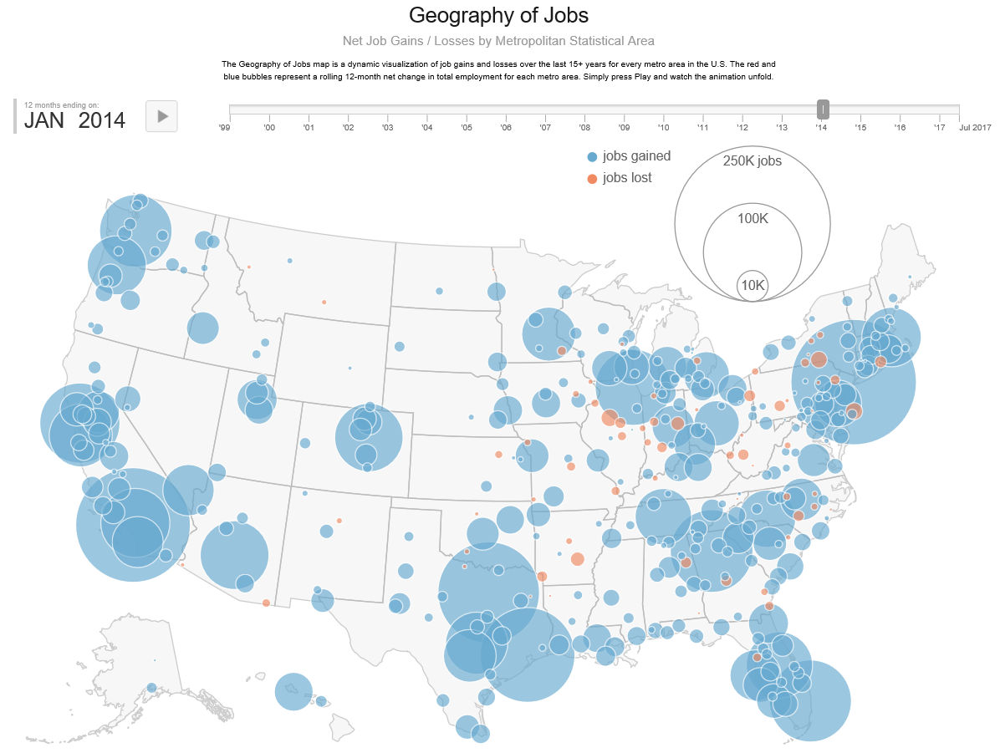 Geography of Jobs
Net Job Gains / Losses by Metropolitan Statistical Area
The Geography of Jobs map is a dynamic visualization of job gains and losses over the last 15+ years for every metro area in the U.S. The red and
blue bubbles represent a rolling 12-month net change in total employment for each metro area. Simply press Play and watch the animation unfold.
12 months ending on:
JAN 2014
'99 '00 '01 '02 '03 '04 '05 '06 '07 '08 '09 '10 '11 '12 '13 '14 '15 '16 '17 Jul 2017
jobs gained
jobs lost
250K jobs
100K
10K